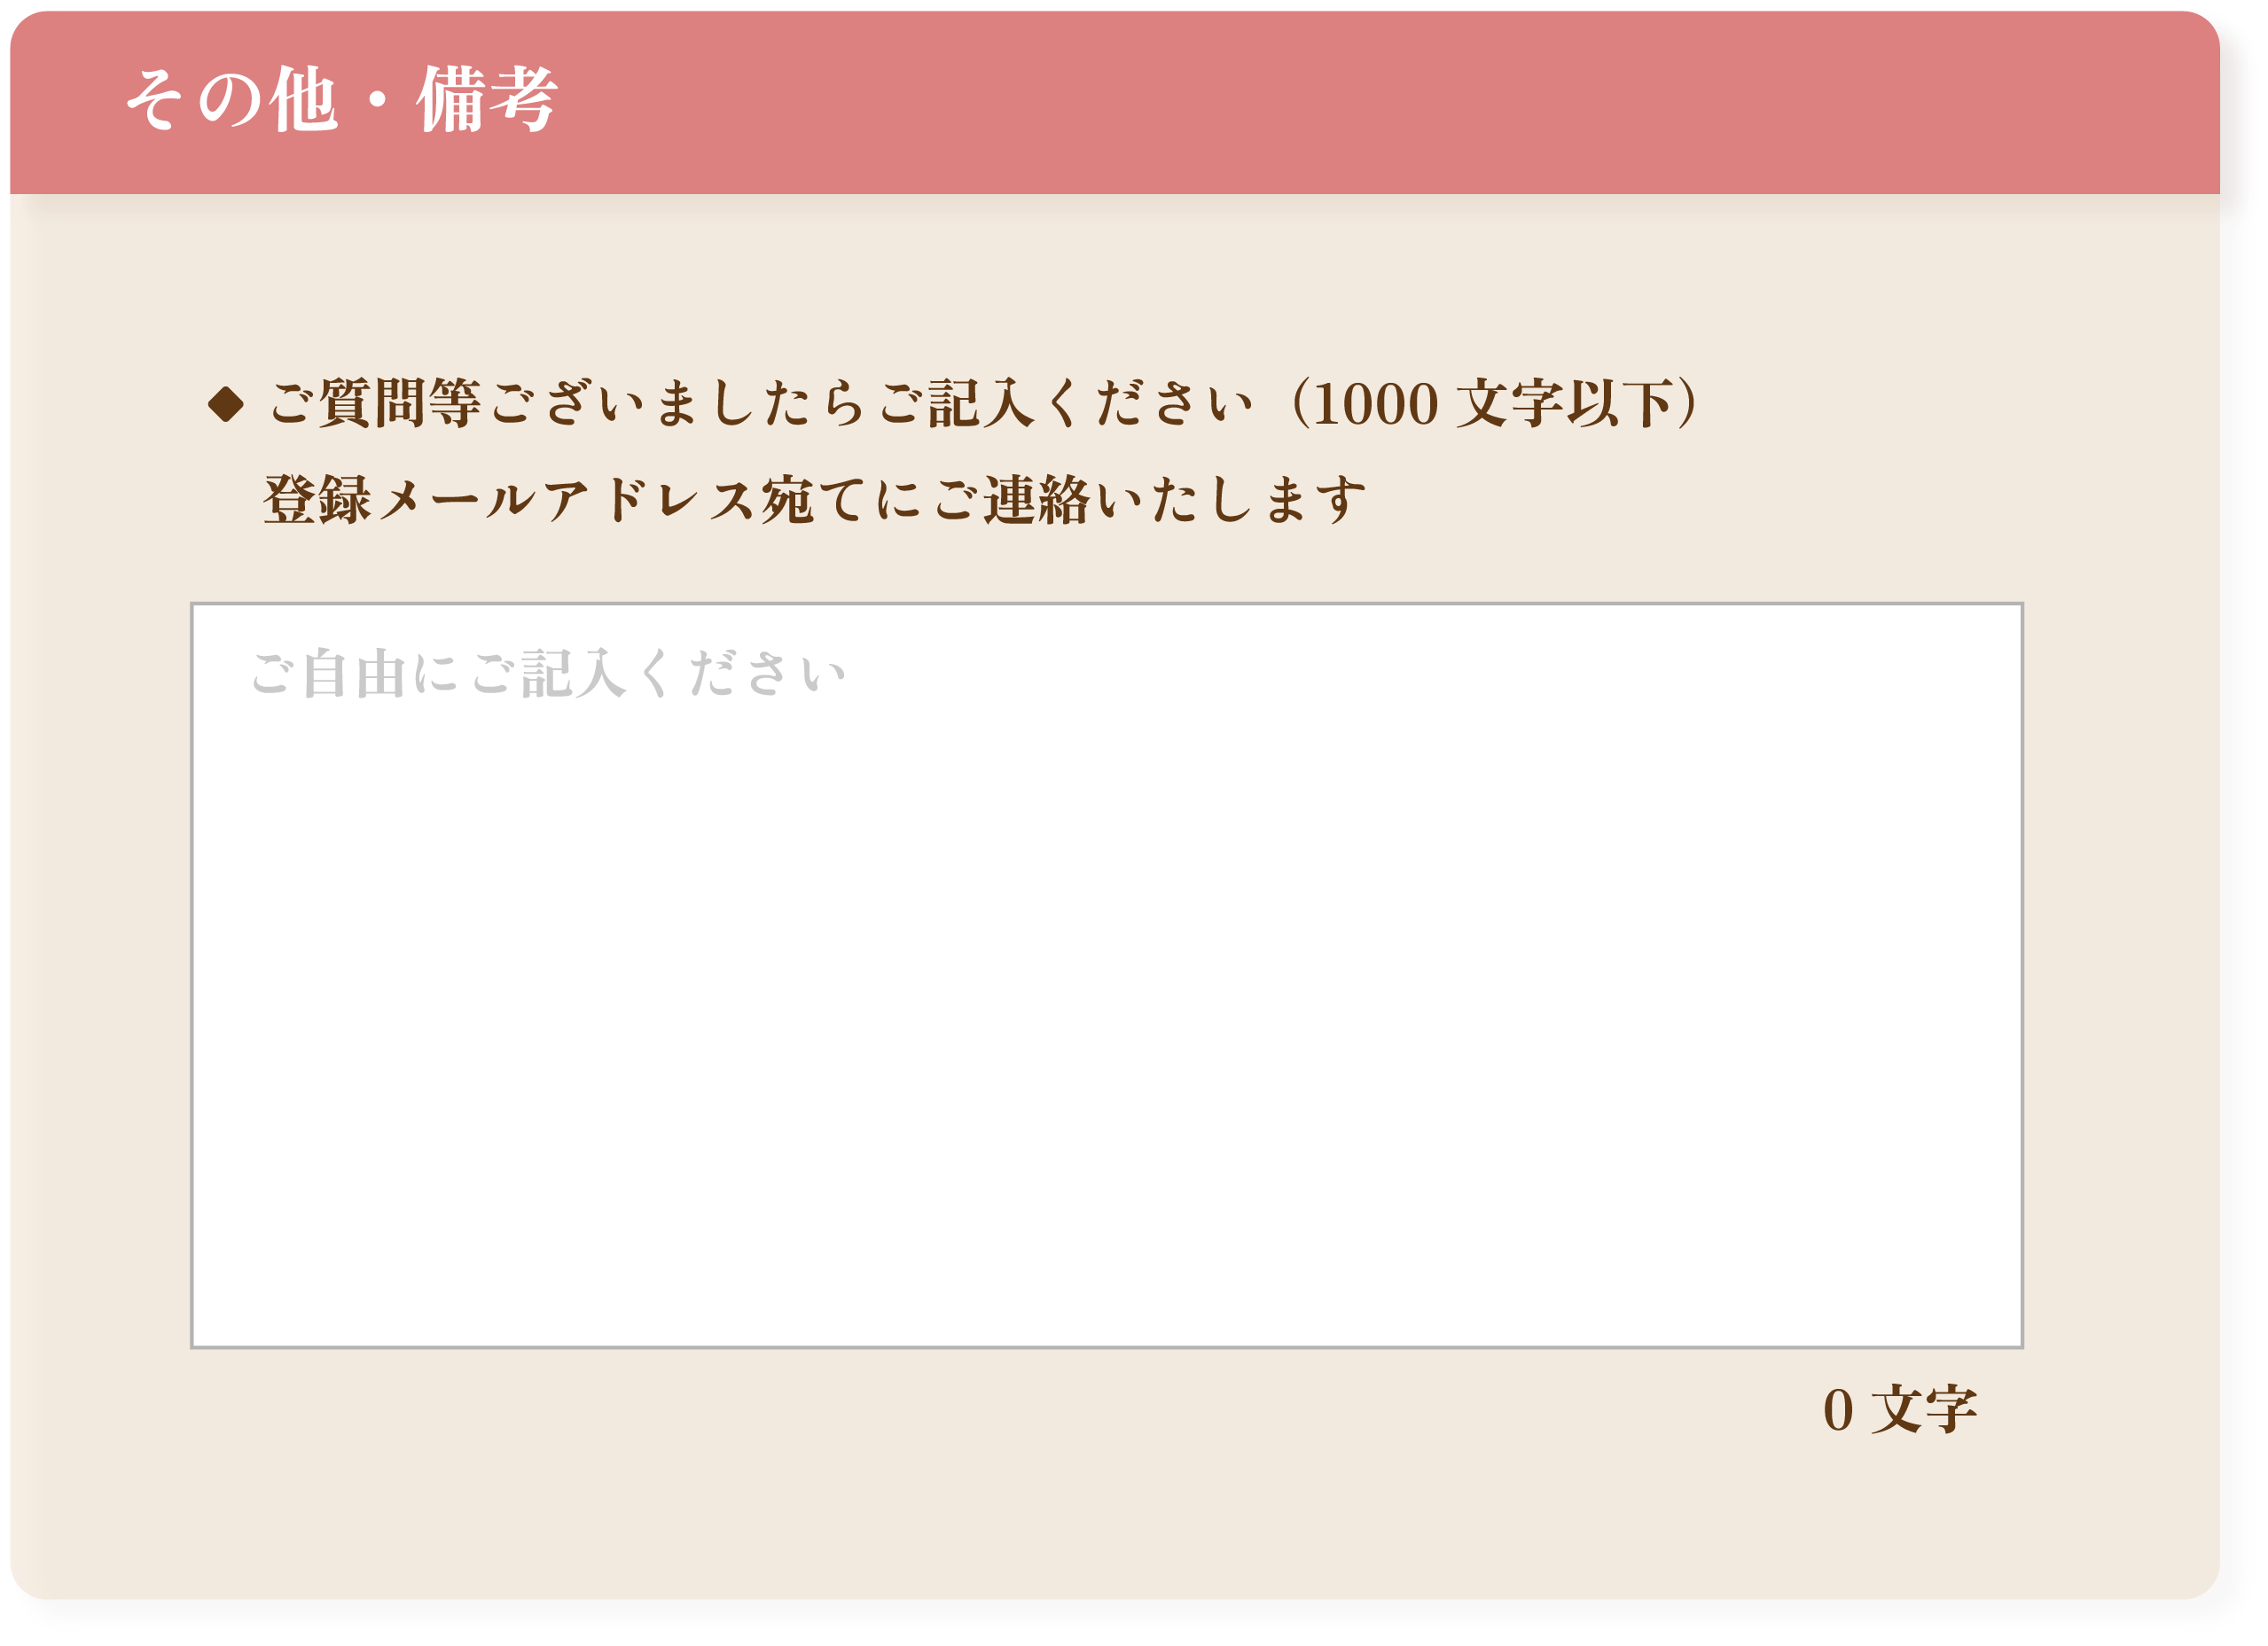 その他・備考
◆ ご質問等ございましたらご記入ください (1000 文字以下)
登録メールアドレス宛てにご連絡いたします
ご自由にご記入ください
0 文字